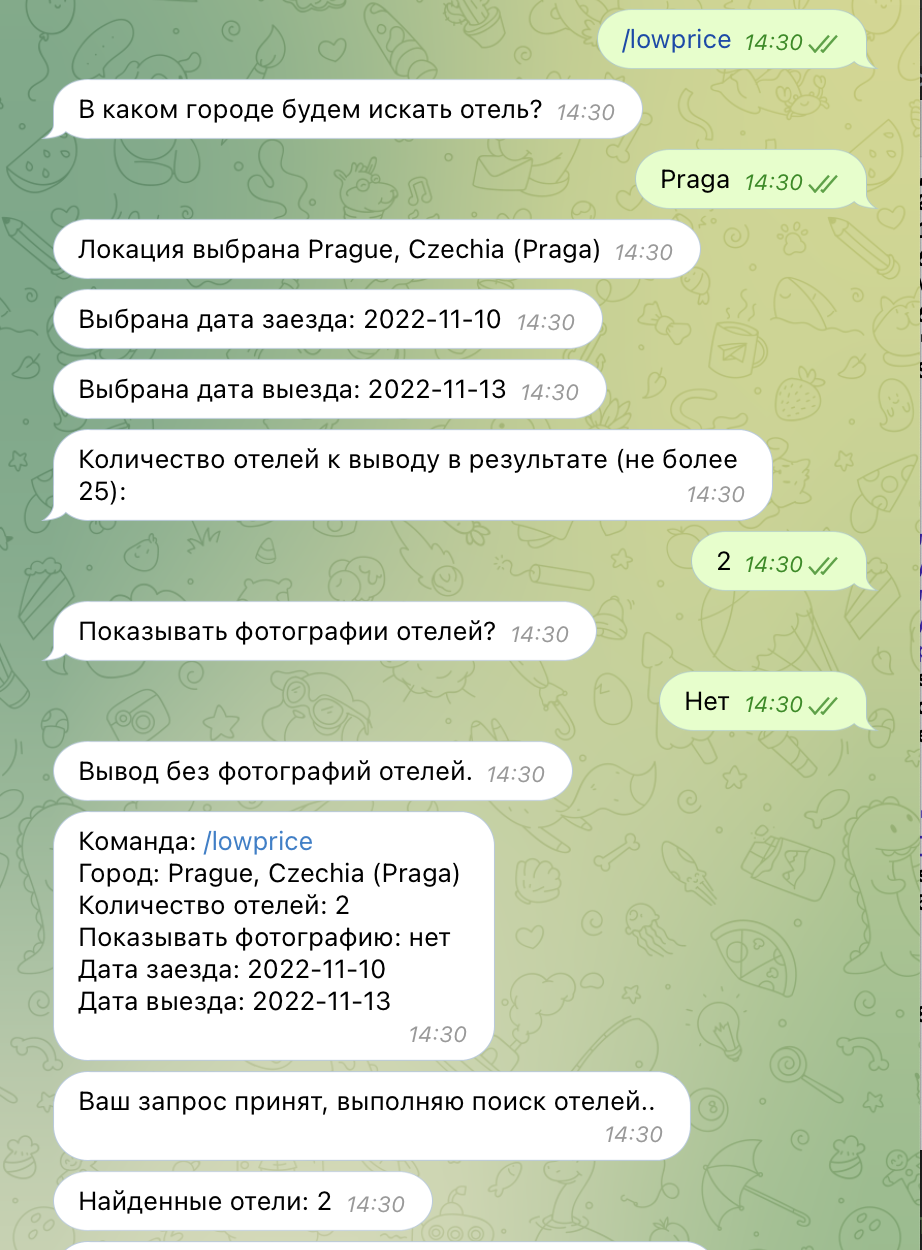 /lowprice 14:30
В каком городе будем искать отель? 14:30
Praga 14:30
Локация выбрана Prague, Czechia (Praga) 14:30
Выбрана дата заезда: 2022-11-10 14:30
Выбрана дата выезда: 2022-11-13 14:30
Количество отелей к выводу в результате (не более
25): 14:30
2 14:30
Показывать фотографии отелей? 14:30
Нет 14:30
Вывод без фотографий отелей. 14:30
Команда: /lowprice
Город: Prague, Czechia (Praga)
Количество отелей: 2
Показывать фотографию: нет
Дата заезда: 2022-11-10
Дата выезда: 2022-11-13
14:30
Ваш запрос принят, выполняю поиск отелей..
14:30
Найденные отели: 2 14:30